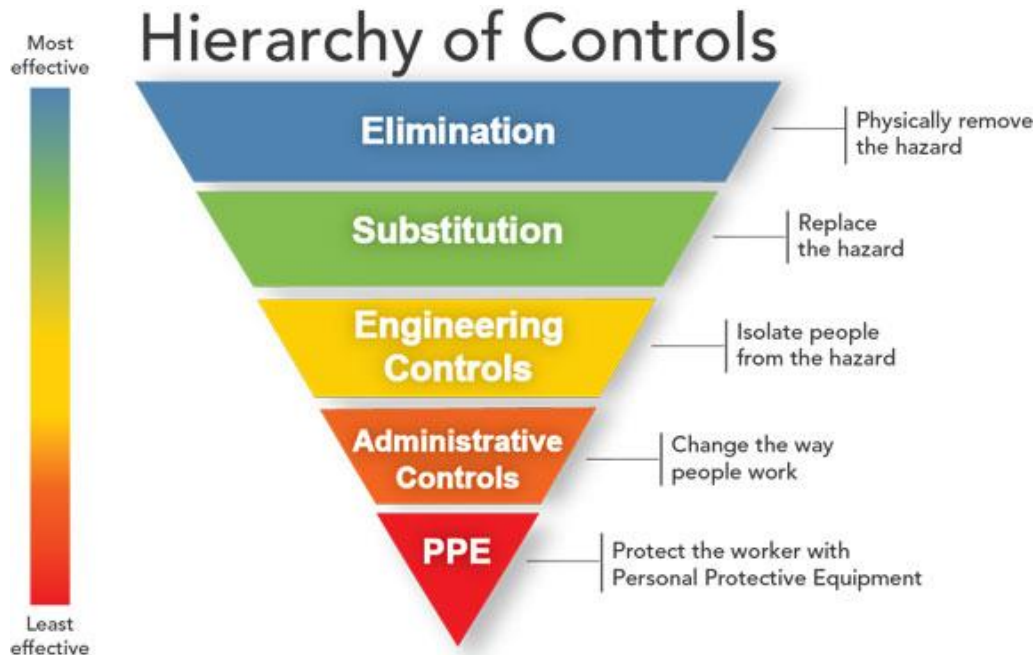 Hierarchy of Controls
Most
effective
Elimination
Physically remove
the hazard
Substitution
Replace
the hazard
Engineering
Controls
Isolate people
from the hazard
Administrative
Controls
Change the way
people work
PPE
Protect the worker with
Personal Protective Equipment
Least
effective